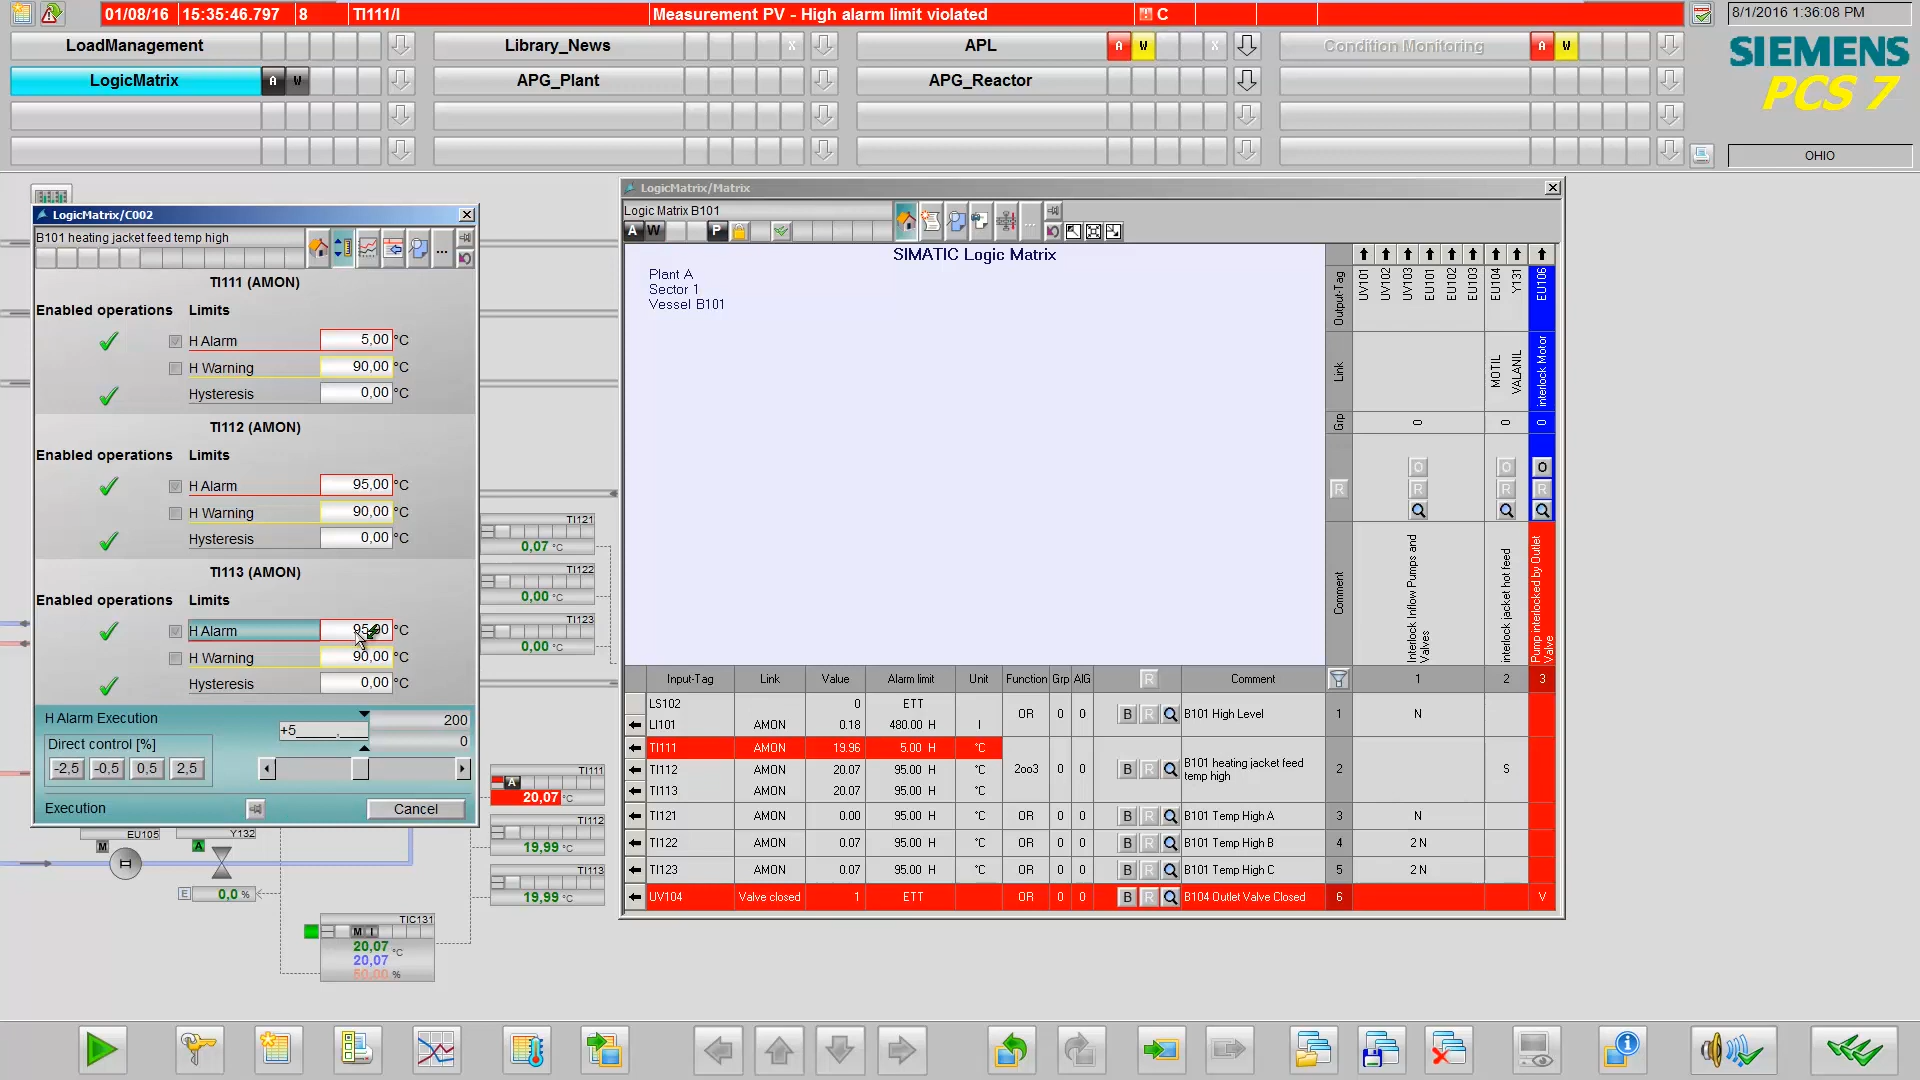 01/08/16 15:35:46.797 8 TI111/I Measurement PV - High alarm limit violated C
8/1/2016 1:36:08 PM
LoadManagement Library_News X APL A W X Condition Monitoring A W
LogicMatrix A W APG_Plant APG_Reactor
SIEMENS
PCS 7
OHIO
LogicMatrix/C002
B101 heating jacket feed temp high
...
TI111 (AMON)
Enabled operations Limits
H Alarm 5,00 °C
H Warning 90,00 °C
Hysteresis 0,00 °C
TI112 (AMON)
Enabled operations Limits
H Alarm 95,00 °C
H Warning 90,00 °C
Hysteresis 0,00 °C
TI113 (AMON)
Enabled operations Limits
H Alarm °C
H Warning 90,00 °C
Hysteresis 0,00 °C
H Alarm Execution
+5____,__ 200
0
Direct control [%]
-2,5 -0,5 0,5 2,5
Execution Cancel
TI121
0,07 °C
TI122
0,00 °C
TI123
0,00 °C
TI111
A
20,07 °C
TI112
19,99 °C
TI113
19,99 °C
EU105 Y132
M A
E 0,0 %
TIC131
M I
20,07 °C
20,07
50,00 %
LogicMatrix/Matrix
Logic Matrix B101
A W P ...
SIMATIC Logic Matrix
Plant A
Sector 1
Vessel B101
Output-Tag UV101 UV102 UV103 EU101 EU102 EU103 EU104 Y131 EU106
Link MOTIL VALANIL interlock Motor
Grp 0 0 0
O O O
R R R R
Comment Interlock Inflow Pumps and Valves interlock jacket hot feed Pump interlocked by Outlet Valve
Input-Tag Link Value Alarm limit Unit Function Grp AIG R Comment 1 2 3
LS102 0 ETT
LI101 AMON 0.18 480.00 H l OR 0 0 B R B101 High Level 1 N
TI111 AMON 19.96 5.00 H °C
TI112 AMON 20.07 95.00 H °C 2oo3 0 0 B R B101 heating jacket feed temp high 2 S
TI113 AMON 20.07 95.00 H °C
TI121 AMON 0.00 95.00 H °C OR 0 0 B R B101 Temp High A 3 N
TI122 AMON 0.07 95.00 H °C OR 0 0 B R B101 Temp High B 4 2 N
TI123 AMON 0.07 95.00 H °C OR 0 0 B R B101 Temp High C 5 2 N
UV104 Valve closed 1 ETT OR 0 0 B R B104 Outlet Valve Closed 6 V